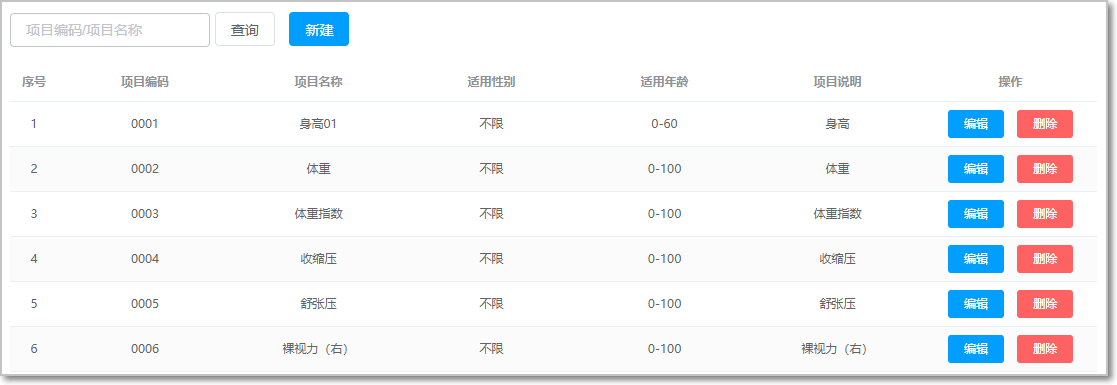 项目编码/项目名称 查询 新建
序号 项目编码 项目名称 适用性别 适用年龄 项目说明 操作
1 0001 身高01 不限 0-60 身高 编辑 删除
2 0002 体重 不限 0-100 体重 编辑 删除
3 0003 体重指数 不限 0-100 体重指数 编辑 删除
4 0004 收缩压 不限 0-100 收缩压 编辑 删除
5 0005 舒张压 不限 0-100 舒张压 编辑 删除
6 0006 裸视力（右） 不限 0-100 裸视力（右） 编辑 删除